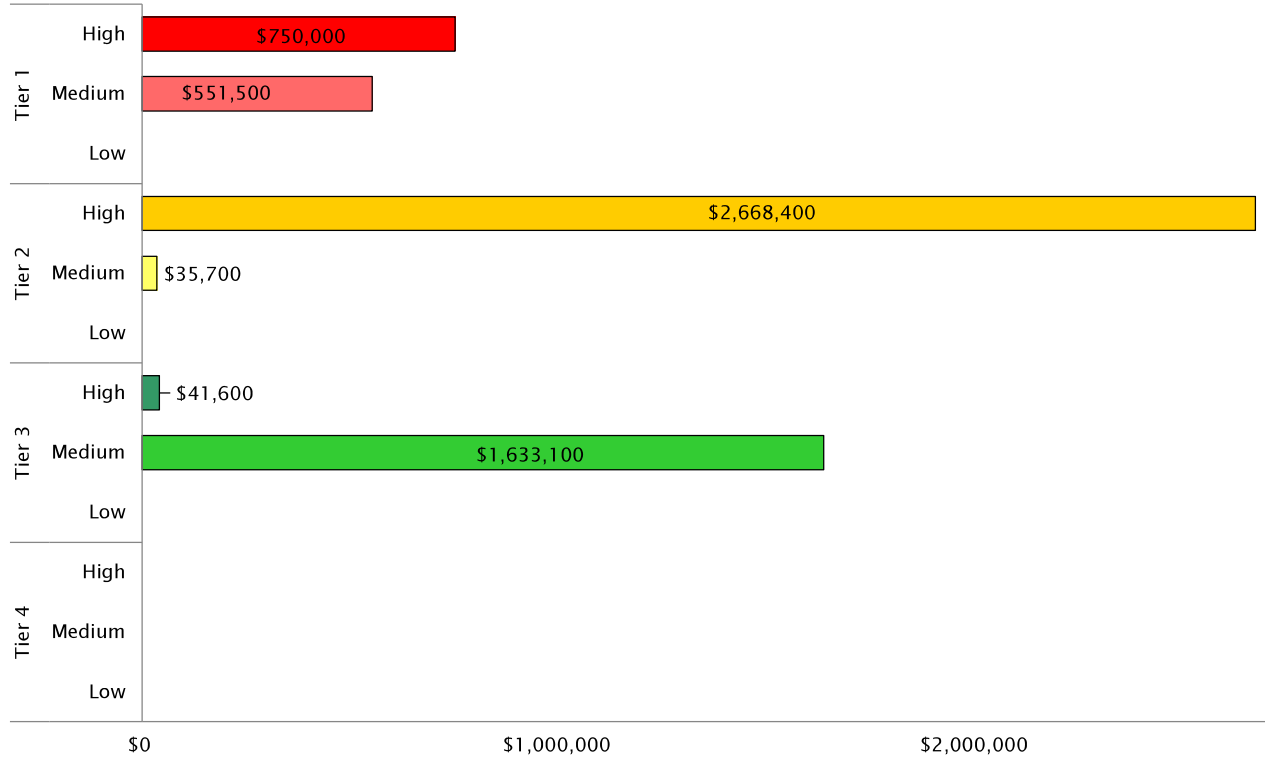 Tier 1
High
$750,000
Medium
$551,500
Low
Tier 2
High
$2,668,400
Medium
$35,700
Low
Tier 3
High
$41,600
Medium
$1,633,100
Low
Tier 4
High
Medium
Low
$0
$1,000,000
$2,000,000